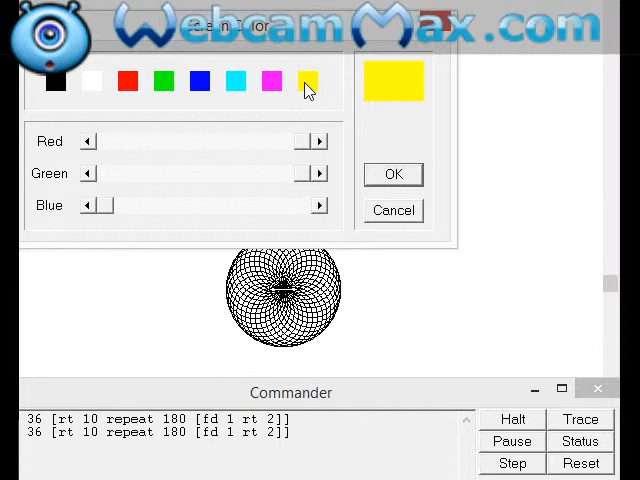 WebcamMax.com
Red
Green
Blue
OK
Cancel
Commander
36 [rt 10 repeat 180 [fd 1 rt 2]]
36 [rt 10 repeat 180 [fd 1 rt 2]]
Halt
Trace
Pause
Status
Step
Reset